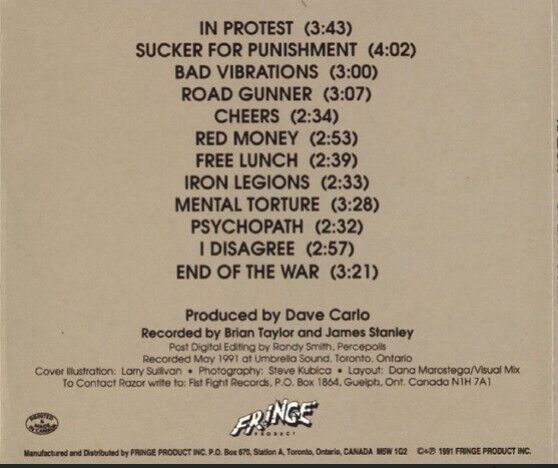 IN PROTEST (3:43)
SUCKER FOR PUNISHMENT (4:02)
BAD VIBRATIONS (3:00)
ROAD GUNNER (3:07)
CHEERS (2:34)
RED MONEY (2:53)
FREE LUNCH (2:39)
IRON LEGIONS (2:33)
MENTAL TORTURE (3:28)
PSYCHOPATH (2:32)
I DISAGREE (2:57)
END OF THE WAR (3:21)
Produced by Dave Carlo
Recorded by Brian Taylor and James Stanley
Post Digital Editing by Randy Smith, Percepolis
Recorded May 1991 at Umbrella Sound, Toronto, Ontario
Cover Illustration: Larry Sullivan • Photography: Steve Kubica • Layout: Dana Marostega/Visual Mix
To Contact Razor write to: Fist Fight Records, P.O. Box 1864, Guelph, Ont. Canada N1H 7A1
FRINGE
PRODUCT
PRINTED & MADE IN CANADA
Manufactured and Distributed by FRINGE PRODUCT INC. P.O. Box 670, Station A, Toronto, Ontario, CANADA M5W 1G2 ©+℗ 1991 FRINGE PRODUCT INC.